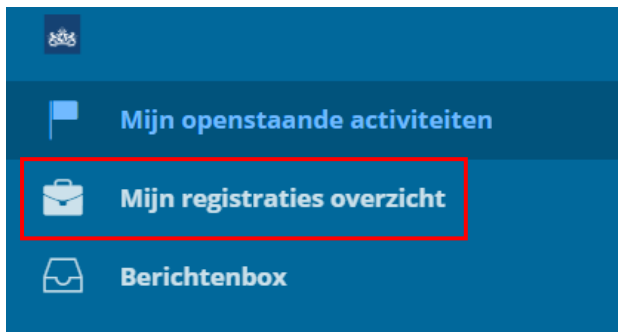 Mijn openstaande activiteiten
Mijn registraties overzicht
Berichtenbox